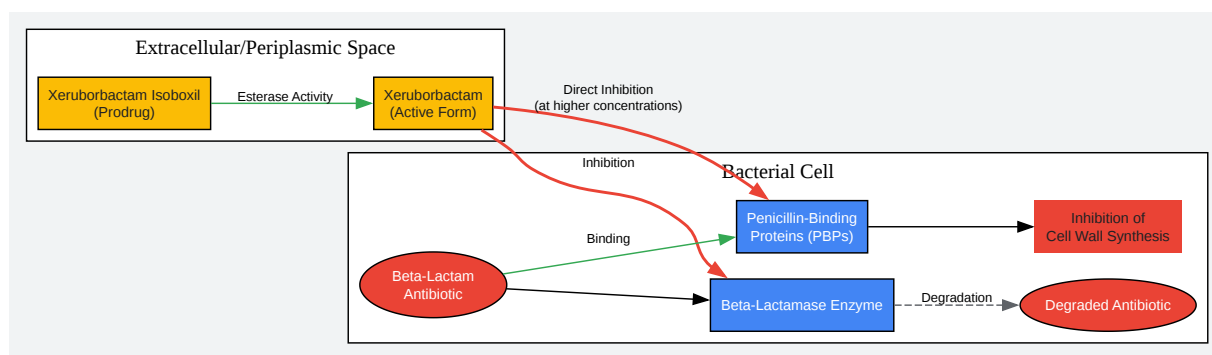 Extracellular/Periplasmic Space
Xeruborbactam Isoboxil
(Prodrug)
Esterase Activity
Xeruborbactam
(Active Form)
Direct Inhibition
(at higher concentrations)
Inhibition
Bacterial Cell
Penicillin-Binding
Proteins (PBPs)
Inhibition of
Cell Wall Synthesis
Binding
Beta-Lactam
Antibiotic
Beta-Lactamase Enzyme
Degradation
Degraded Antibiotic